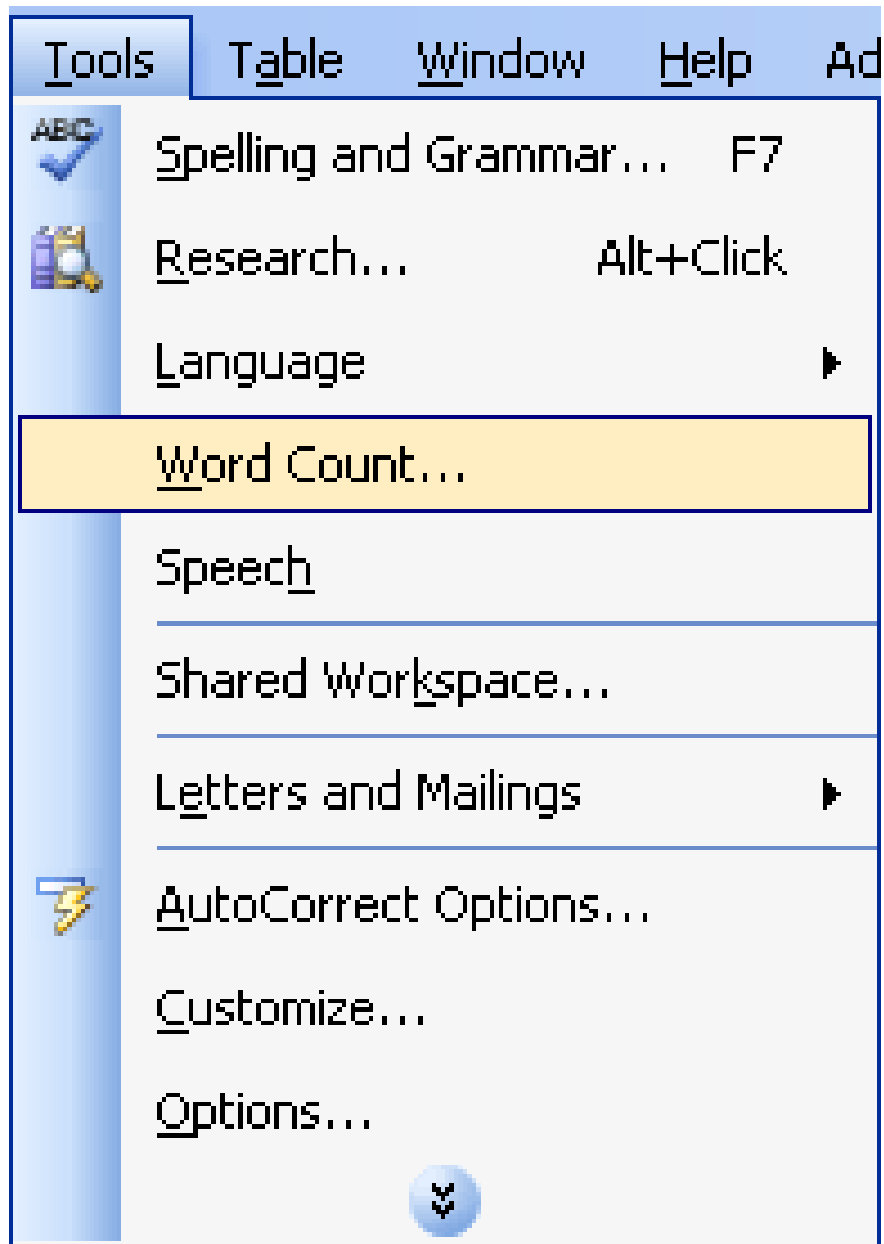 Tools Table Window Help Ad
ABC
Spelling and Grammar... F7
Research... Alt+Click
Language
Word Count...
Speech
Shared Workspace...
Letters and Mailings
AutoCorrect Options...
Customize...
Options...